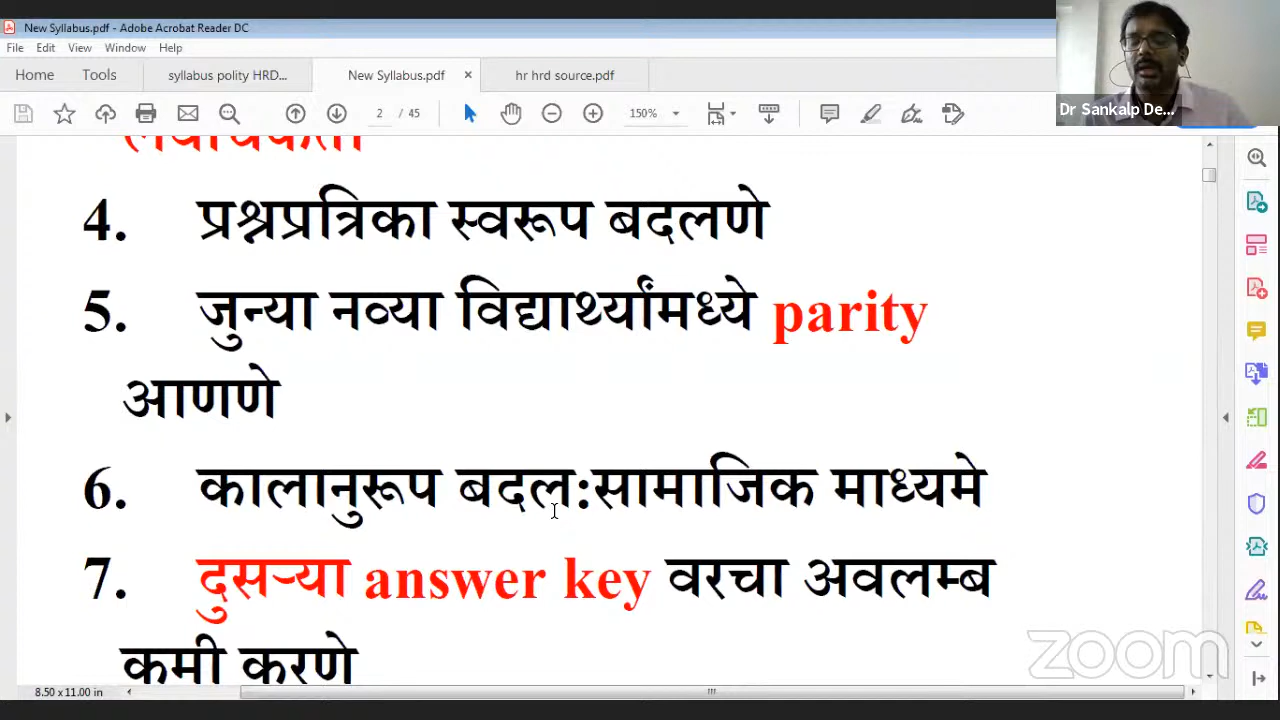 New Syllabus.pdf - Adobe Acrobat Reader DC
File Edit View Window Help
Home Tools syllabus polity HRD... New Syllabus.pdf × hr hrd source.pdf
2 / 45 150%
Dr Sankalp De...
4. प्रश्नप्रत्रिका स्वरूप बदलणे
5. जुन्या नव्या विद्यार्थ्यांमध्ये parity
आणणे
6. कालानुरूप बदल:सामाजिक माध्यमे
7. दुसऱ्या answer key वरचा अवलम्ब
कमी करणे
zoom
8.50 x 11.00 in